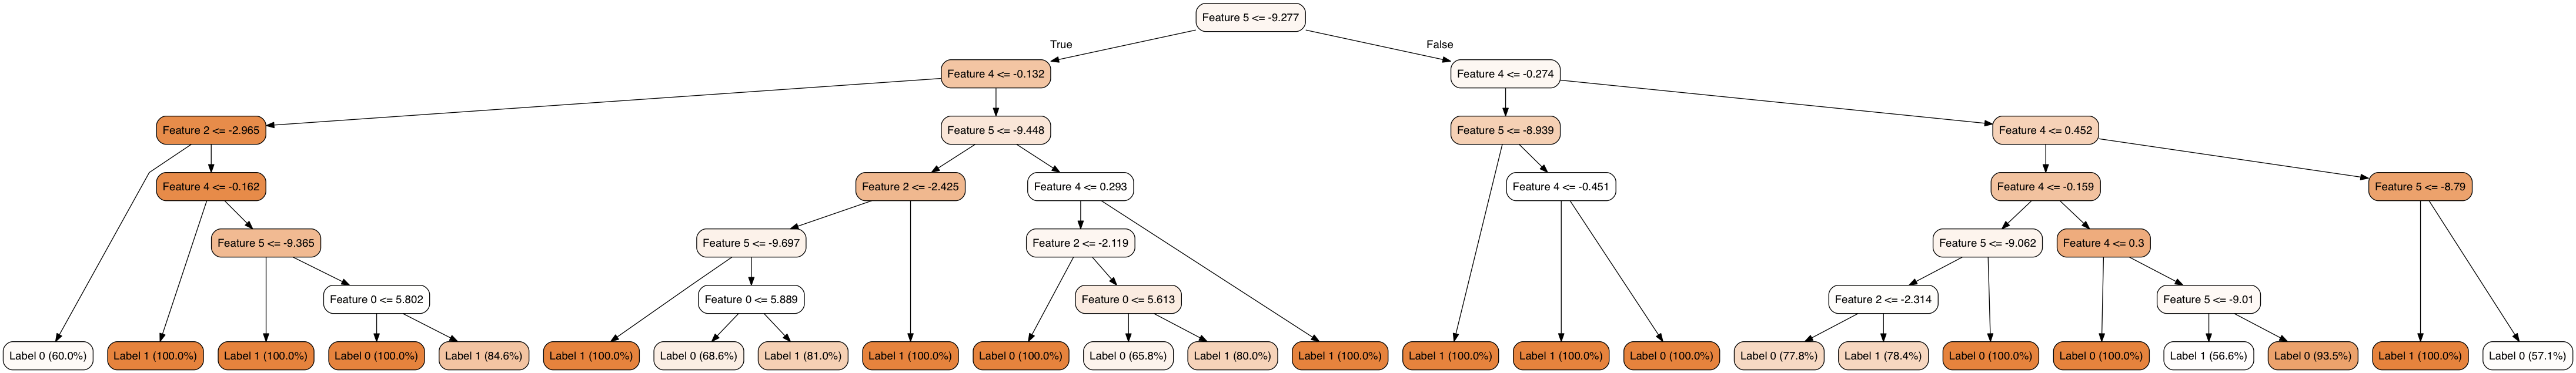 Feature 5 <= -9.277
True
False
Feature 4 <= -0.132
Feature 4 <= -0.274
Feature 2 <= -2.965
Feature 5 <= -9.448
Feature 5 <= -8.939
Feature 4 <= 0.452
Feature 4 <= -0.162
Feature 2 <= -2.425
Feature 4 <= 0.293
Feature 4 <= -0.451
Feature 4 <= -0.159
Feature 5 <= -8.79
Feature 5 <= -9.365
Feature 5 <= -9.697
Feature 2 <= -2.119
Feature 5 <= -9.062
Feature 4 <= 0.3
Feature 0 <= 5.802
Feature 0 <= 5.889
Feature 0 <= 5.613
Feature 2 <= -2.314
Feature 5 <= -9.01
Label 0 (60.0%)
Label 1 (100.0%)
Label 1 (100.0%)
Label 0 (100.0%)
Label 1 (84.6%)
Label 1 (100.0%)
Label 0 (68.6%)
Label 1 (81.0%)
Label 1 (100.0%)
Label 0 (100.0%)
Label 0 (65.8%)
Label 1 (80.0%)
Label 1 (100.0%)
Label 1 (100.0%)
Label 1 (100.0%)
Label 0 (100.0%)
Label 0 (77.8%)
Label 1 (78.4%)
Label 0 (100.0%)
Label 0 (100.0%)
Label 1 (56.6%)
Label 0 (93.5%)
Label 1 (100.0%)
Label 0 (57.1%)